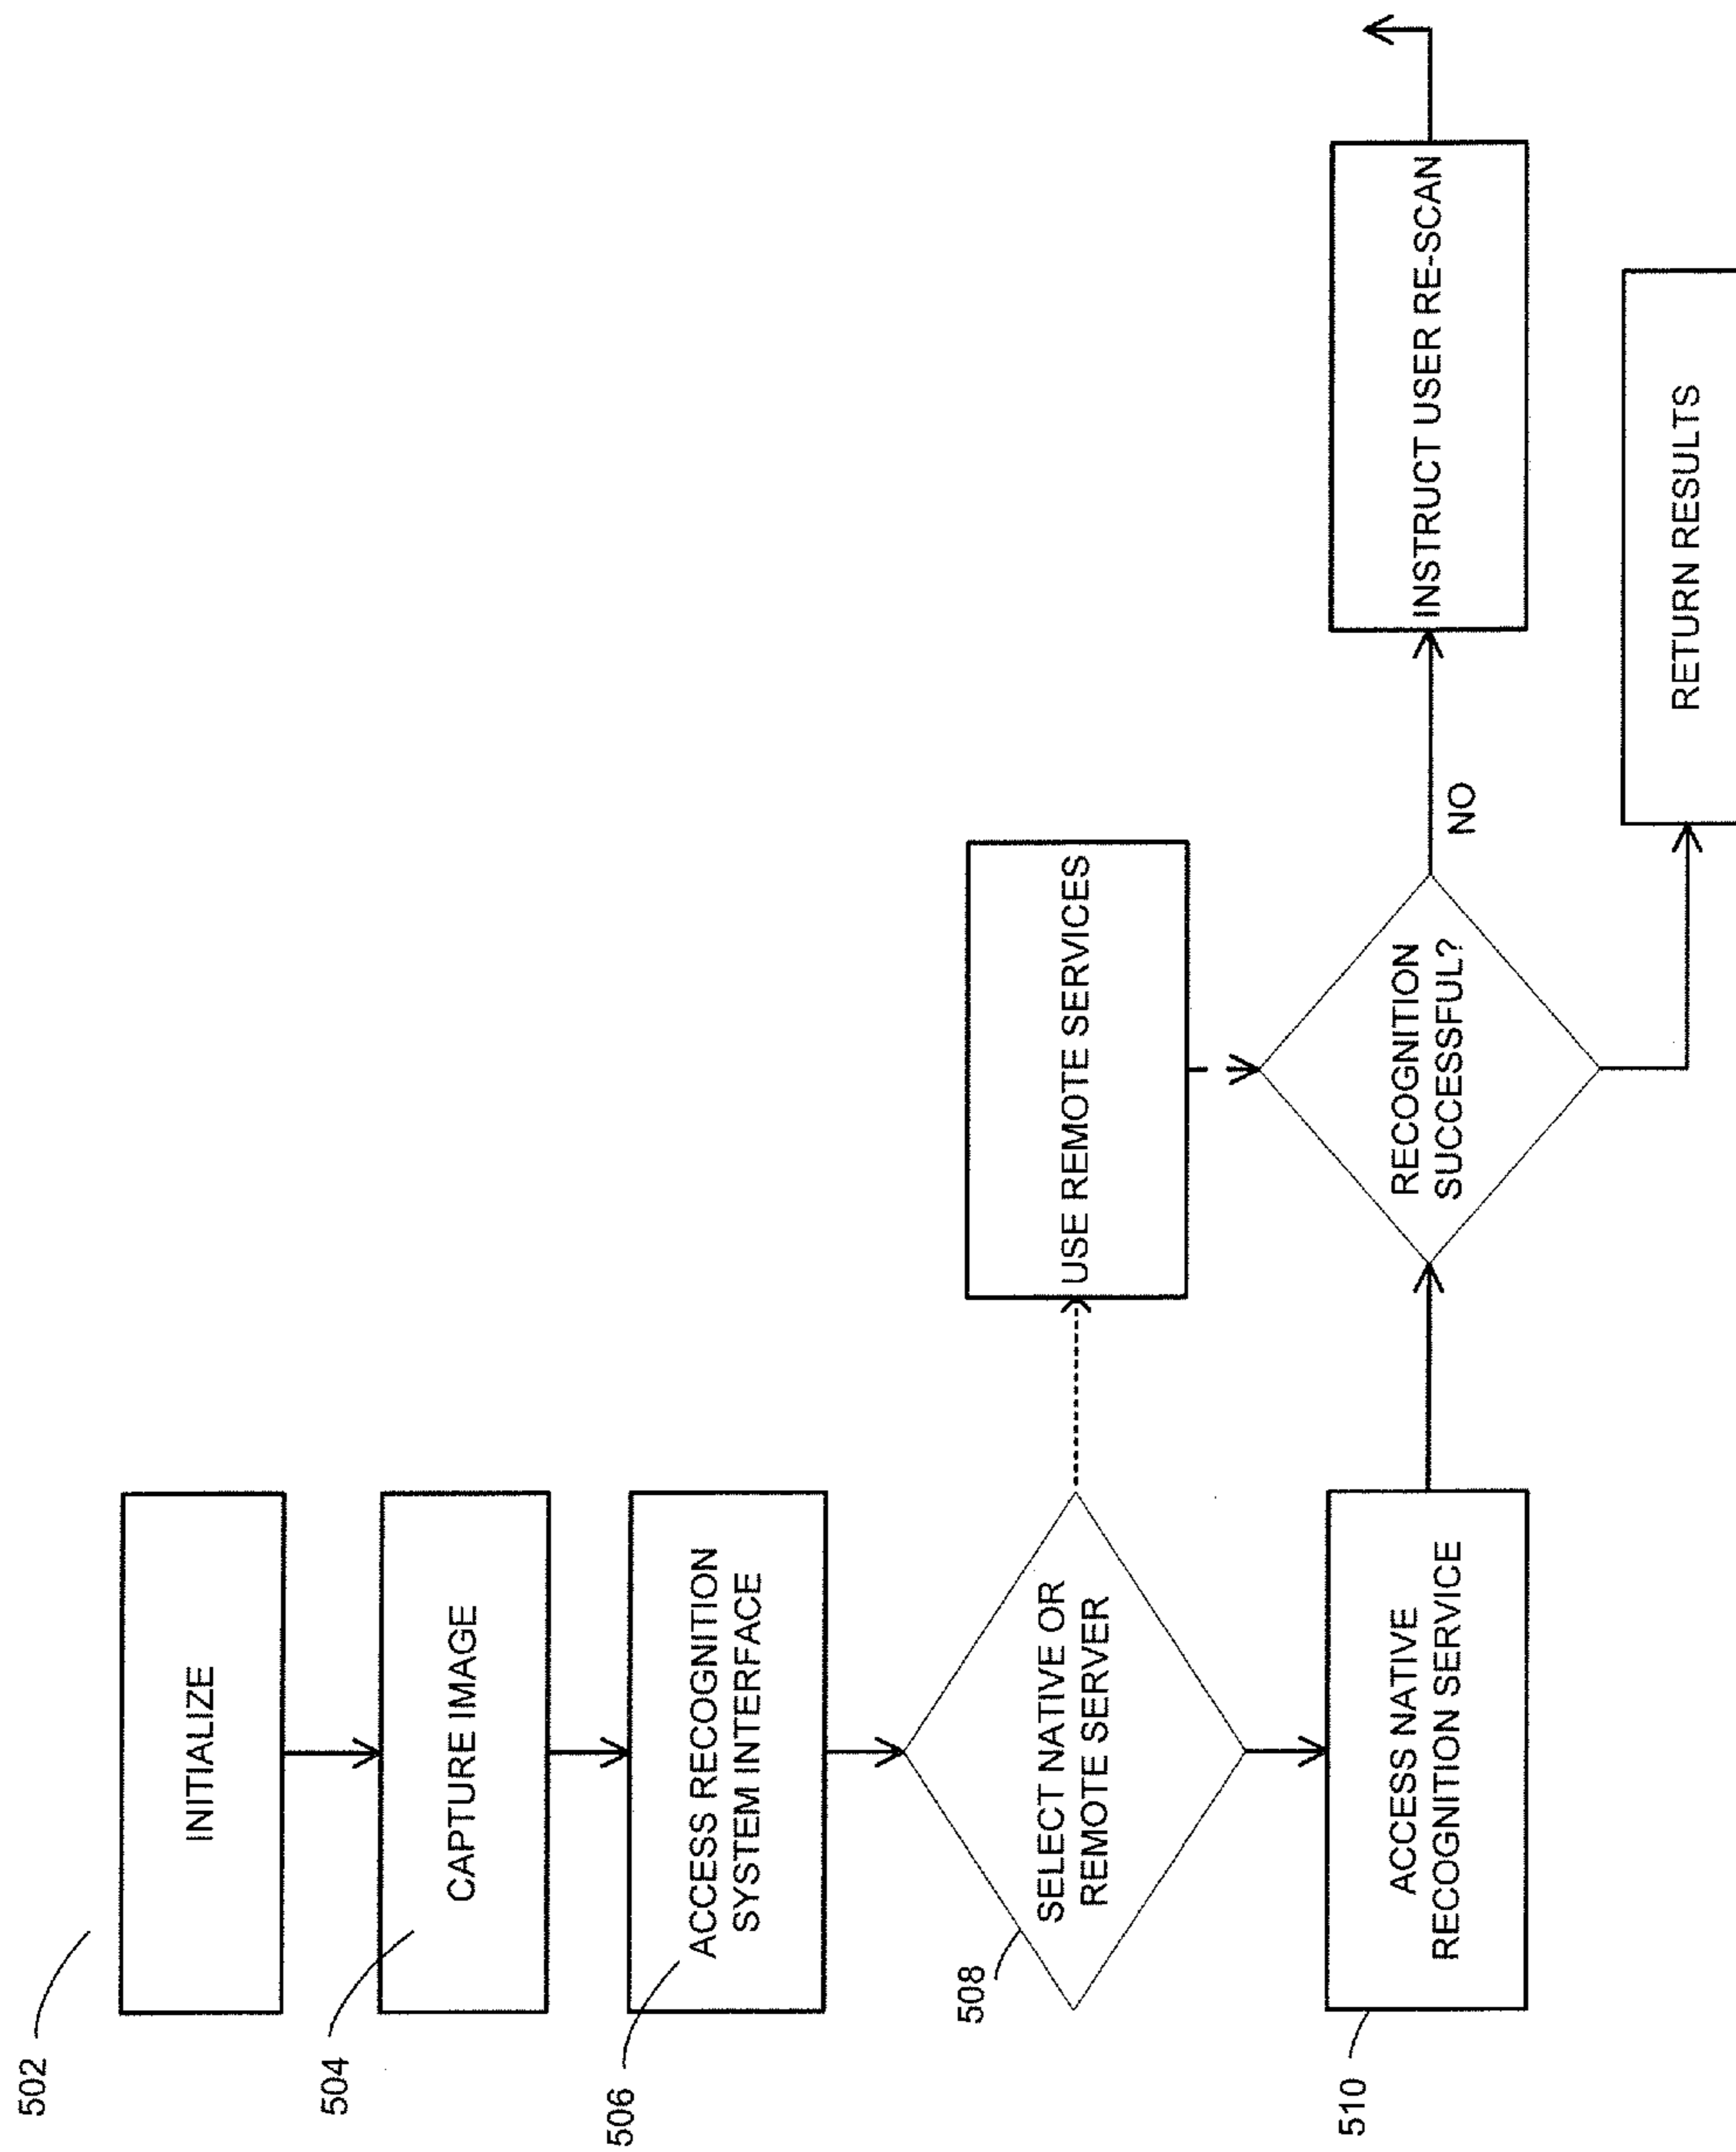 502
INITIALIZE
504
CAPTURE IMAGE
506
ACCESS RECOGNITION
SYSTEM INTERFACE
508
SELECT NATIVE OR
REMOTE SERVER
USE REMOTE SERVICES
510
ACCESS NATIVE
RECOGNITION SERVICE
RECOGNITION
SUCCESSFUL?
NO
INSTRUCT USER RE-SCAN
RETURN RESULTS